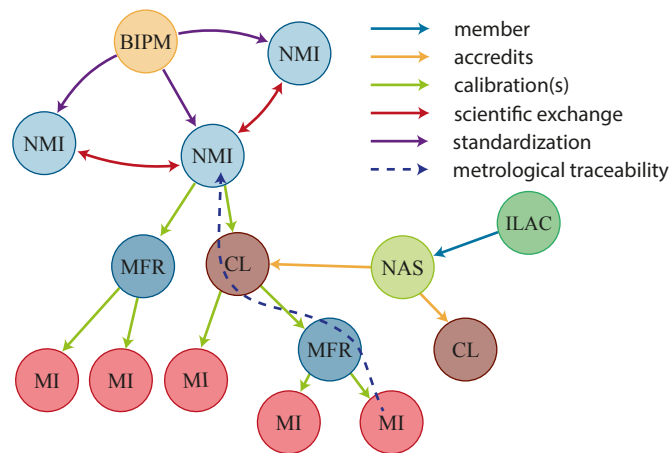 BIPM
NMI
NMI
NMI
member
accredits
calibration(s)
scientific exchange
standardization
metrological traceability
ILAC
MFR
CL
NAS
MFR
CL
MI
MI
MI
MI
MI